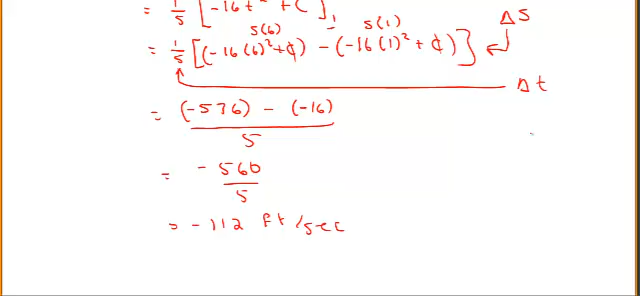 = 1/5 [-16t² + C]₁
s(6) s(1) Δs
= 1/5 [(-16(6)² + C) - (-16(1)² + C)]
Δt
= (-576) - (-16)
5
= -560
5
= -112 ft/sec